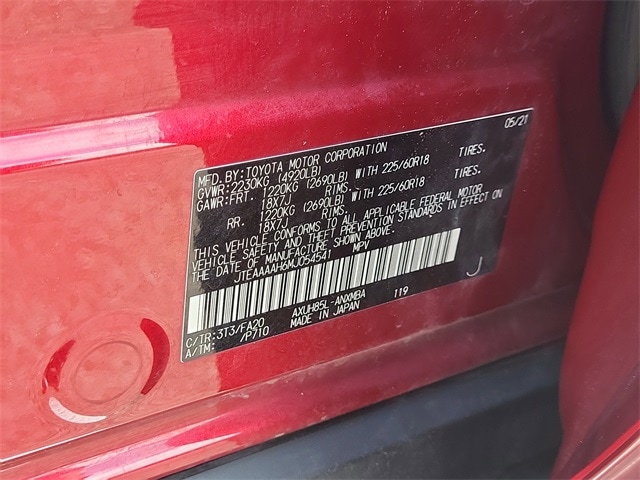 05/21
MFD. BY: TOYOTA MOTOR CORPORATION
GVWR: 2230KG (4920LB)
GAWR: FRT. 1220KG (2690LB) WITH 225/60R18 TIRES.
18X7J RIMS.
RR. 1220KG (2690LB) WITH 225/60R18 TIRES.
18X7J RIMS.
THIS VEHICLE CONFORMS TO ALL APPLICABLE FEDERAL MOTOR
VEHICLE SAFETY AND THEFT PREVENTION STANDARDS IN EFFECT ON
THE DATE OF MANUFACTURE SHOWN ABOVE.
JTEAAAAH6MJ054541 MPV
J
AXUH85L-ANXMBA 119
C/TR: 3T3/FA20 MADE IN JAPAN
A/TM: /P710